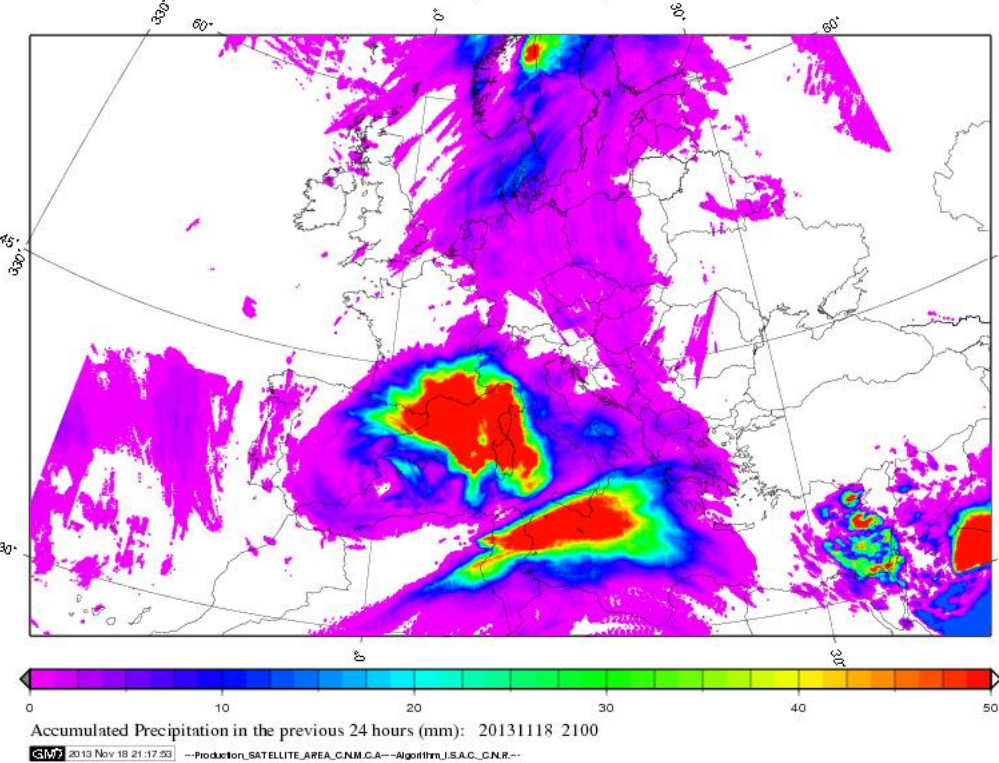 330° 60° 0° 30° 60°
45°
330°
30°
0° 30°
0 10 20 30 40 50
Accumulated Precipitation in the previous 24 hours (mm): 20131118 2100
GMD 2013 Nov 18 21:17:53 ---Production_SATELLITE_AREA_C.N.M.C.A----Algorithm_I.S.A.C._C.N.R.---